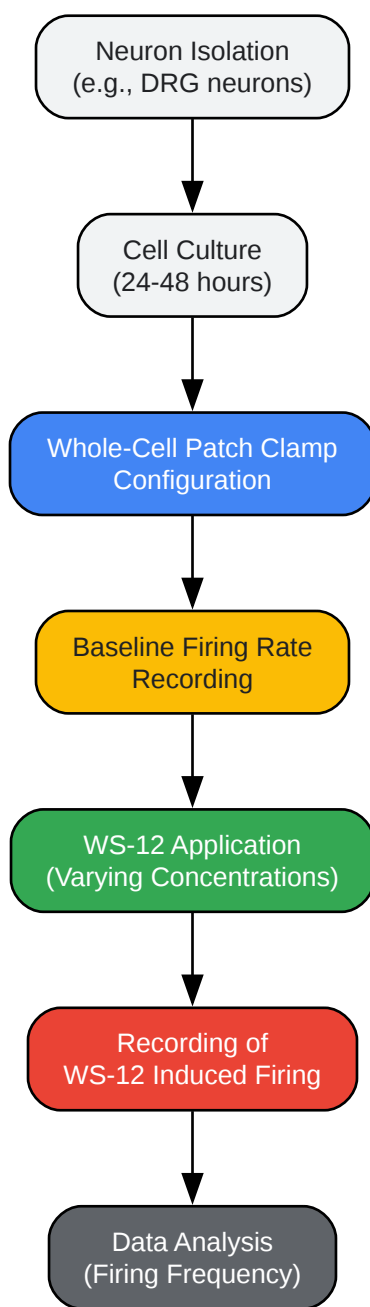 Neuron Isolation
(e.g., DRG neurons)
Cell Culture
(24-48 hours)
Whole-Cell Patch Clamp
Configuration
Baseline Firing Rate
Recording
WS-12 Application
(Varying Concentrations)
Recording of
WS-12 Induced Firing
Data Analysis
(Firing Frequency)